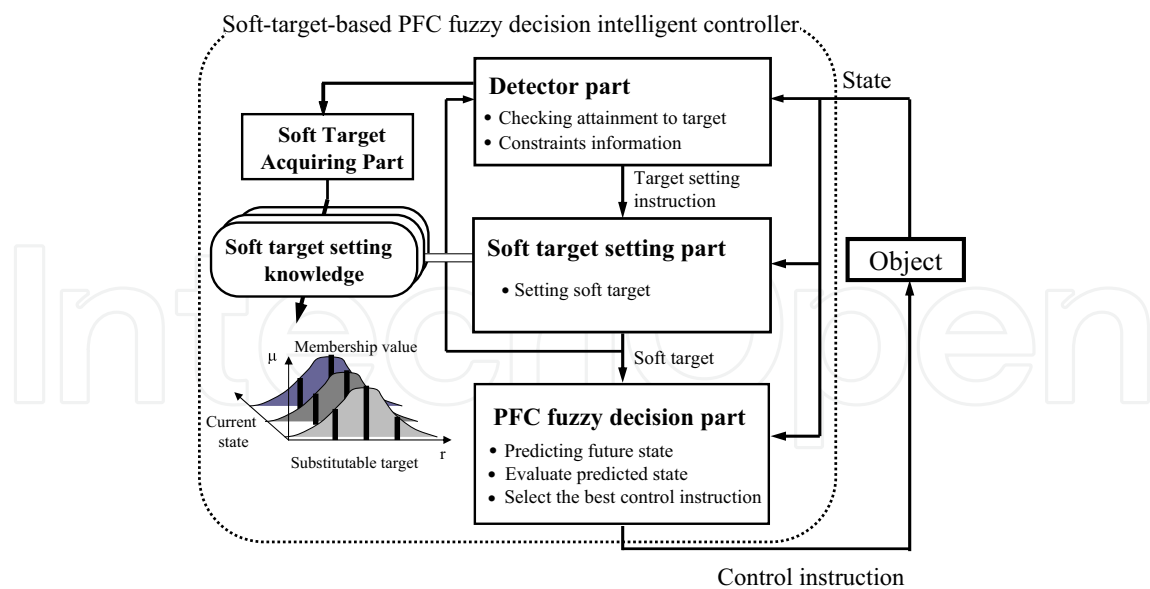 Soft-target-based PFC fuzzy decision intelligent controller
State
Detector part
• Checking attainment to target
• Constraints information
Soft Target
Acquiring Part
Target setting
instruction
Soft target setting
knowledge
Soft target setting part
• Setting soft target
Object
Soft target
μ
Membership value
Current
state
r
Substitutable target
PFC fuzzy decision part
• Predicting future state
• Evaluate predicted state
• Select the best control instruction
Control instruction
IntechOpen